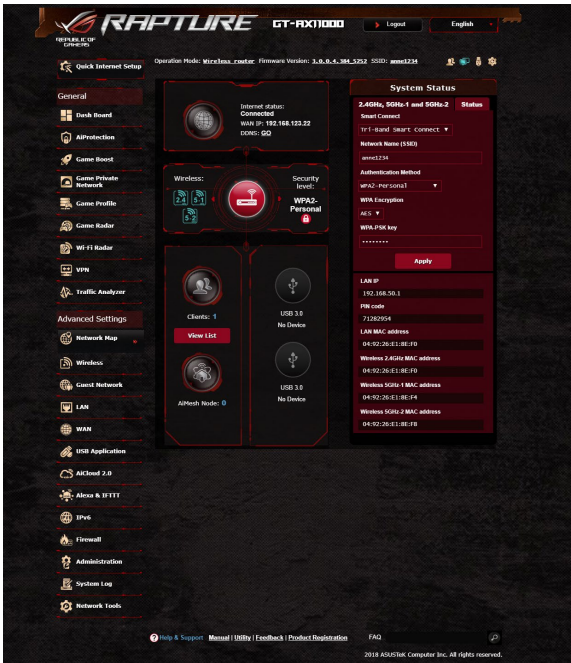 REPUBLIC OF
GAMERS
RAPTURE GT-AX11000 Logout English
Quick Internet Setup
Operation Mode: Wireless router Firmware Version: 3.0.0.4.384_5252 SSID: anne1234
General
Dash Board
AiProtection
Game Boost
Game Private
Network
Game Profile
Game Radar
Wi-Fi Radar
VPN
Traffic Analyzer
Advanced Settings
Network Map
Wireless
Guest Network
LAN
WAN
USB Application
AiCloud 2.0
Alexa & IFTTT
IPv6
Firewall
Administration
System Log
Network Tools
Internet status:
Connected
WAN IP: 192.168.123.22
DDNS: GO
Wireless:
2.4 5-1
5-2
Security
level:
WPA2-
Personal
Clients: 1
View List
AiMesh Node: 0
USB 3.0
No Device
USB 3.0
No Device
System Status
2.4GHz, 5GHz-1 and 5GHz-2 Status
Smart Connect
Tri-Band Smart Connect
Network Name (SSID)
anne1234
Authentication Method
WPA2-Personal
WPA Encryption
AES
WPA-PSK key
••••••••
Apply
LAN IP
192.168.50.1
PIN code
71282954
LAN MAC address
04:92:26:E1:8E:F0
Wireless 2.4GHz MAC address
04:92:26:E1:8E:F0
Wireless 5GHz-1 MAC address
04:92:26:E1:8E:F4
Wireless 5GHz-2 MAC address
04:92:26:E1:8E:F8
Help & Support Manual | Utility | Feedback | Product Registration FAQ
2018 ASUSTeK Computer Inc. All rights reserved.